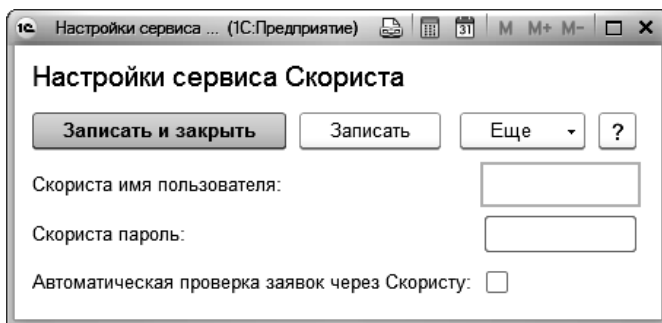 1С Настройки сервиса ... (1С:Предприятие) 31 M M+ M-
Настройки сервиса Скориста
Записать и закрыть Записать Еще ?
Скориста имя пользователя:
Скориста пароль:
Автоматическая проверка заявок через Скористу: